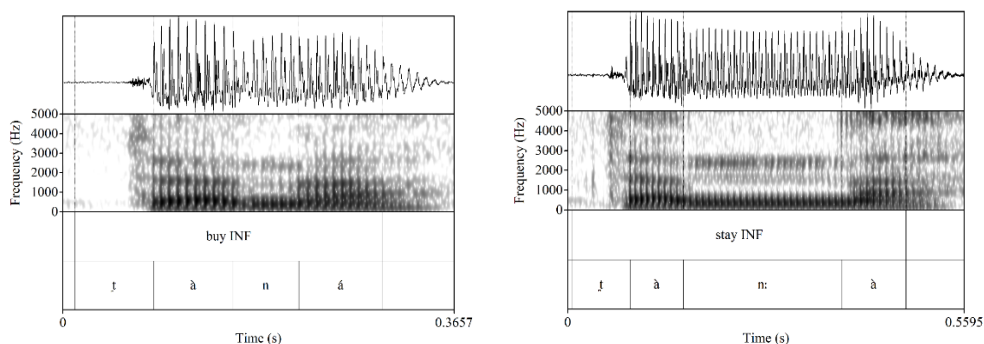 5000
4000
3000
2000
1000
0
Frequency (Hz)
buy INF
t̪ à n á
0 0.3657
Time (s)
5000
4000
3000
2000
1000
0
Frequency (Hz)
stay INF
t̪ à nː à
0 0.5595
Time (s)